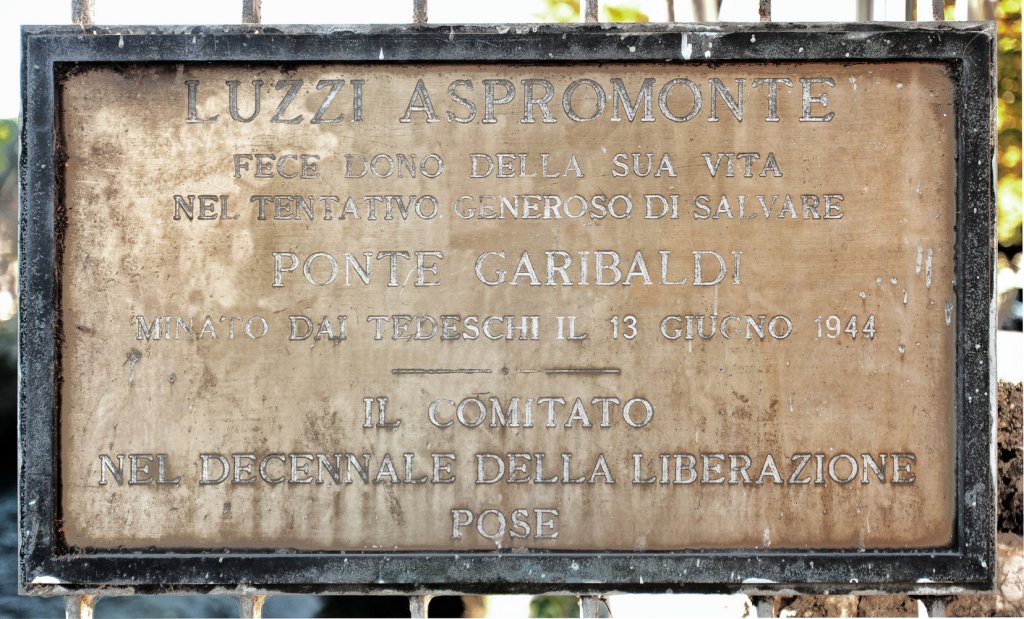 LUZZI ASPROMONTE
FECE DONO DELLA SUA VITA
NEL TENTATIVO GENEROSO DI SALVARE
PONTE GARIBALDI
MINATO DAI TEDESCHI IL 13 GIUGNO 1944
IL COMITATO
NEL DECENNALE DELLA LIBERAZIONE
POSE